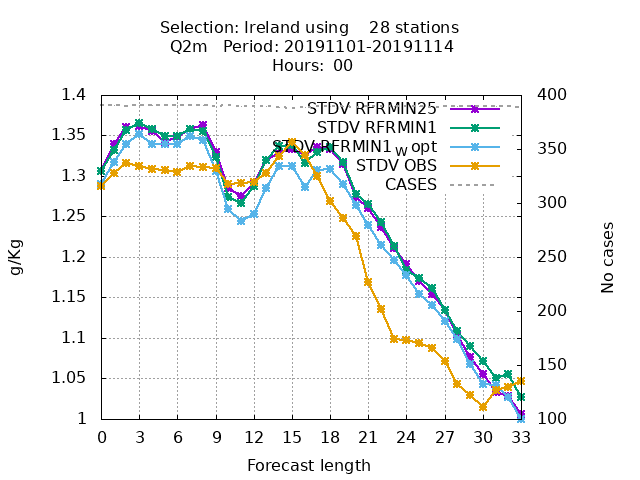 Selection: Ireland using 28 stations
Q2m Period: 20191101-20191114
Hours: 00
STDV RFRMIN25
STDV RFRMIN1
STDV RFRMIN1 w opt
STDV OBS
CASES
1.4
1.35
1.3
1.25
1.2
1.15
1.1
1.05
1
400
350
300
250
200
150
100
g/Kg
No cases
0 3 6 9 12 15 18 21 24 27 30 33
Forecast length